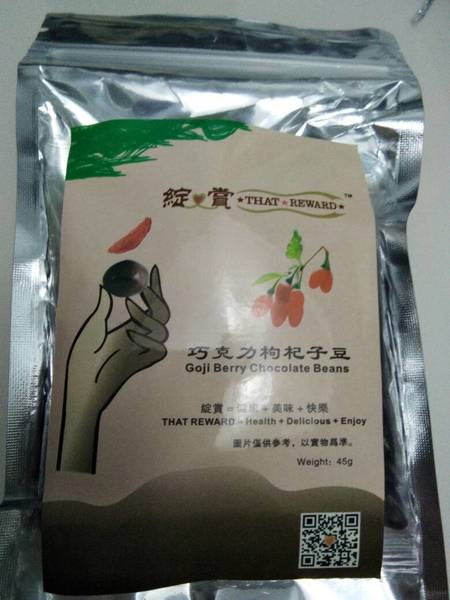 綻賞 THAT REWARD ™
巧克力枸杞子豆
Goji Berry Chocolate Beans
綻賞 = 健康 + 美味 + 快樂
THAT REWARD = Health + Delicious + Enjoy
圖片僅供參考，以實物爲準。
Weight: 45g